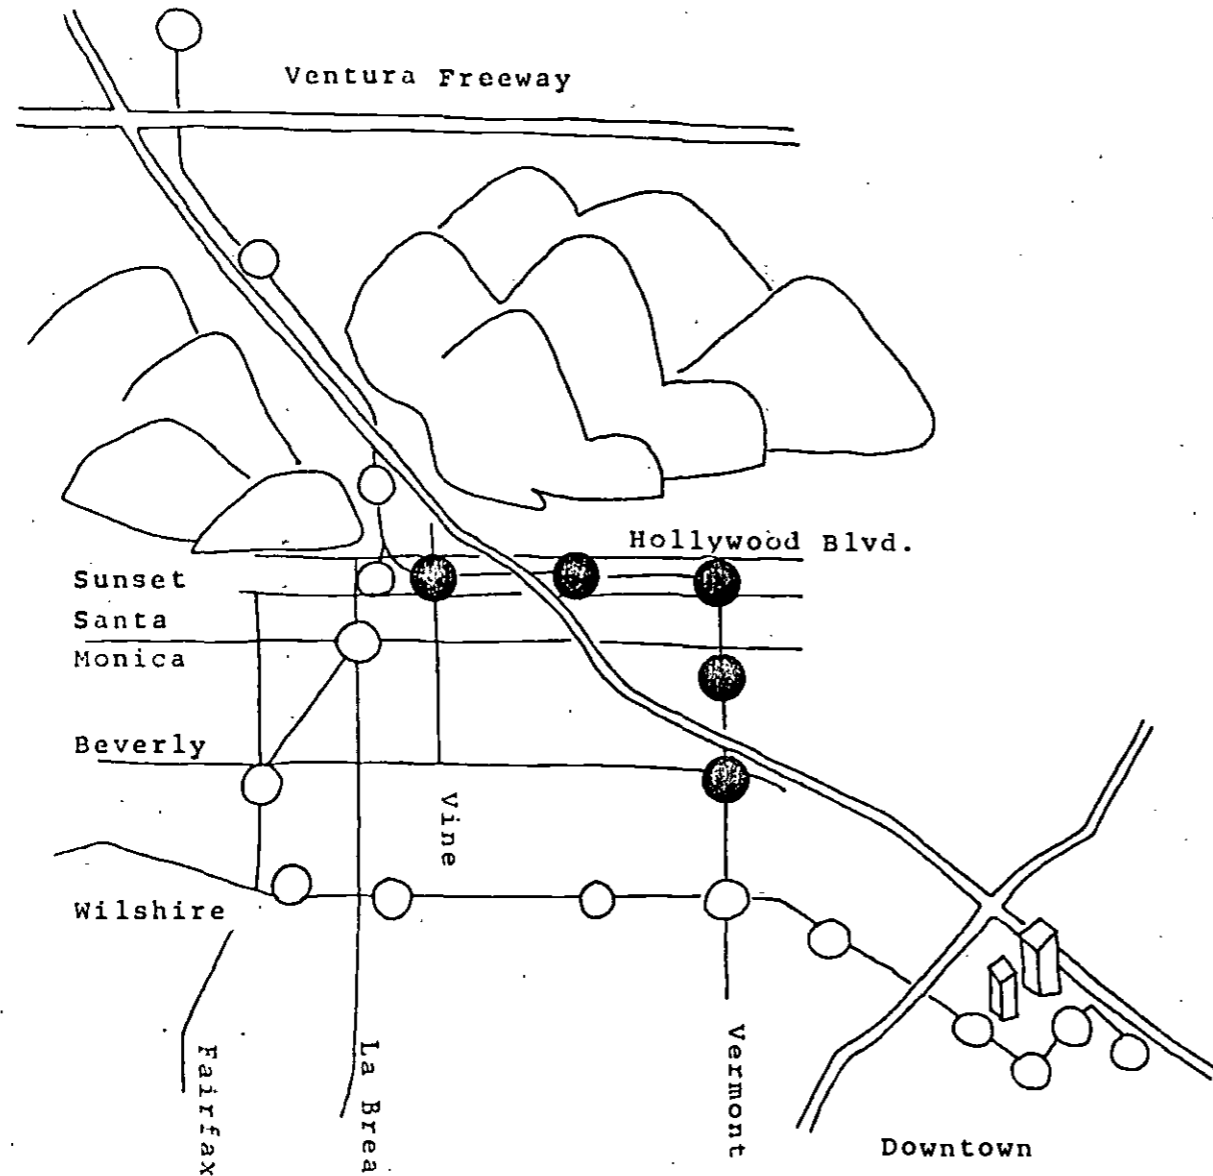 Ventura Freeway
Hollywood Blvd.
Sunset
Santa
Monica
Beverly
Vine
Wilshire
Fairfax
La Brea
Vermont
Downtown